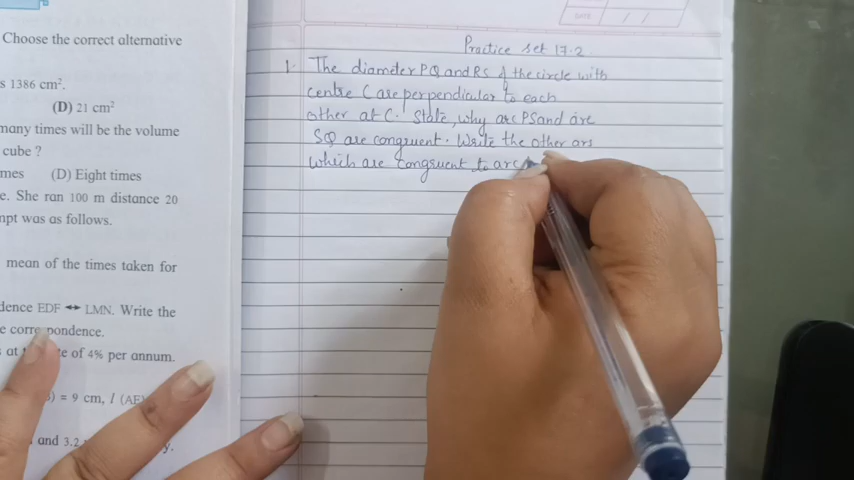 Choose the correct alternative
s 1386 cm².
(D) 21 cm²
many times will be the volume
cube ?
mes (D) Eight times
e. She ran 100 m distance 20
mpt was as follows.
mean of the times taken for
dence EDF ↔ LMN. Write the
e correspondence.
te of 4% per annum.
= 9 cm, l (AE
and 3.2
y.
DATE / /
Practice set 17.2
1. The diameter PQ and RS of the circle with
centre C are perpendicular to each
other at C. State, why arc PS and arc
SQ are congruent. Write the other ars
which are congruent to arc